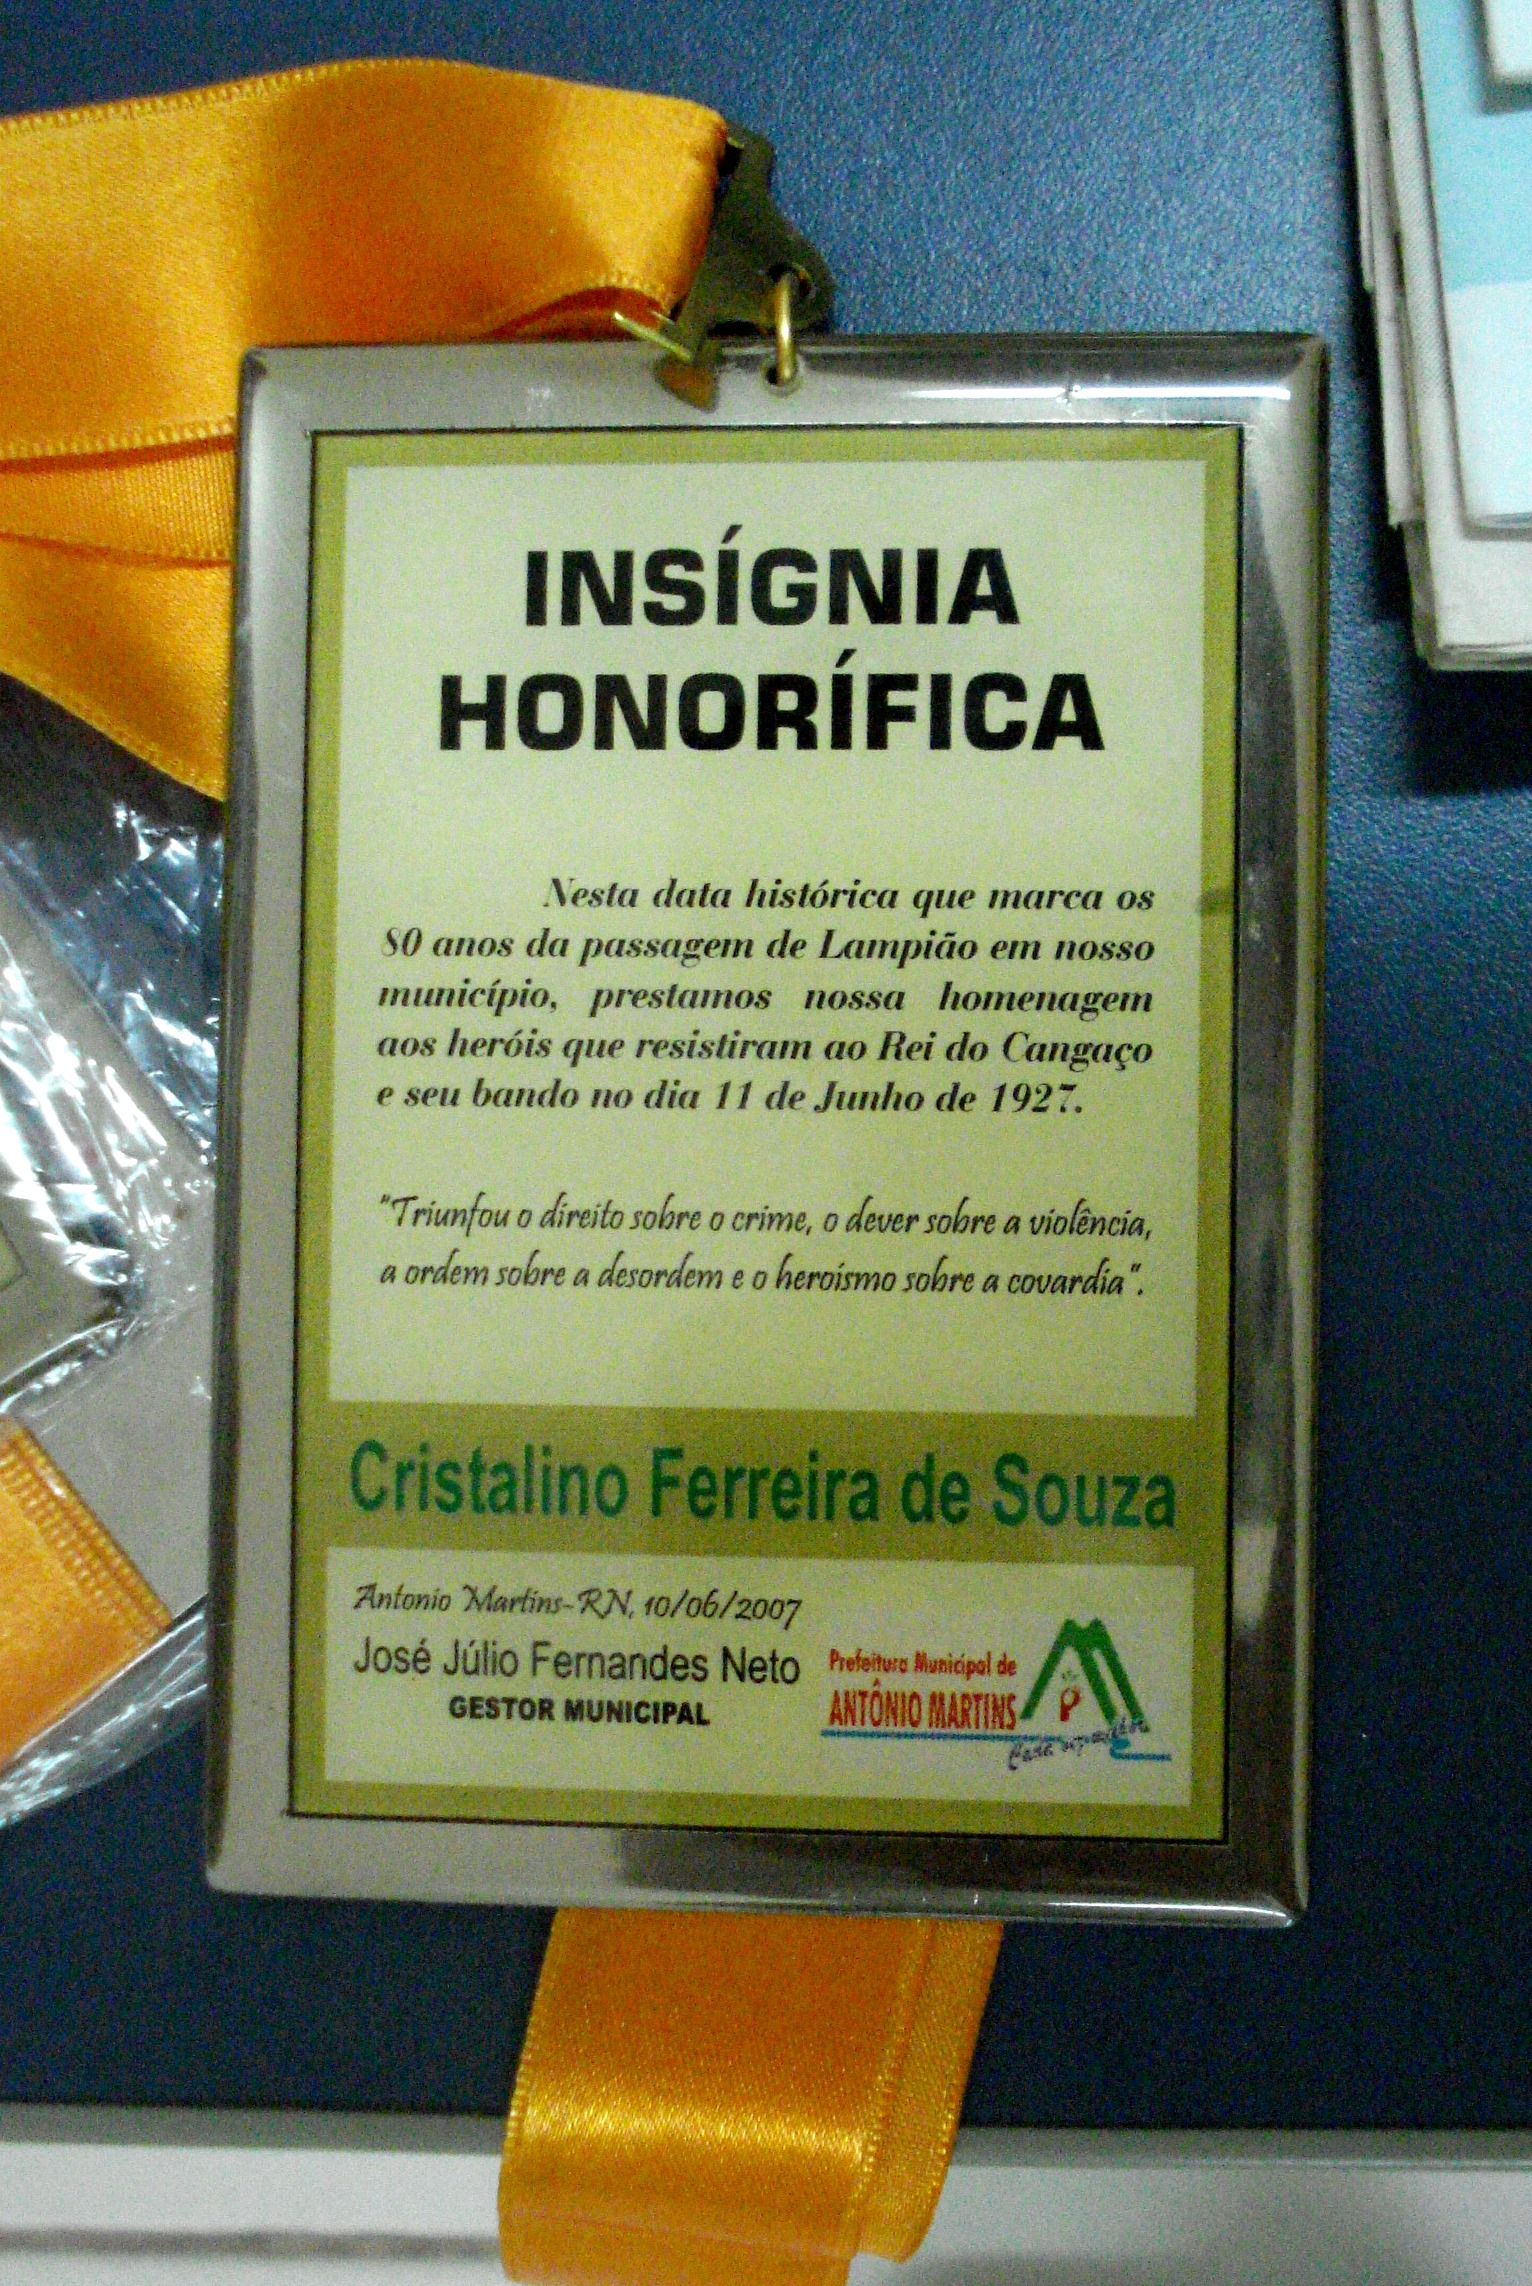 INSÍGNIA
HONORÍFICA
Nesta data histórica que marca os
80 anos da passagem de Lampião em nosso
município, prestamos nossa homenagem
aos heróis que resistiram ao Rei do Cangaço
e seu bando no dia 11 de Junho de 1927.
"Triunfou o direito sobre o crime, o dever sobre a violência,
a ordem sobre a desordem e o heroísmo sobre a covardia".
Cristalino Ferreira de Souza
Antonio Martins-RN, 10/06/2007
José Júlio Fernandes Neto
GESTOR MUNICIPAL
Prefeitura Municipal de
ANTÔNIO MARTINS